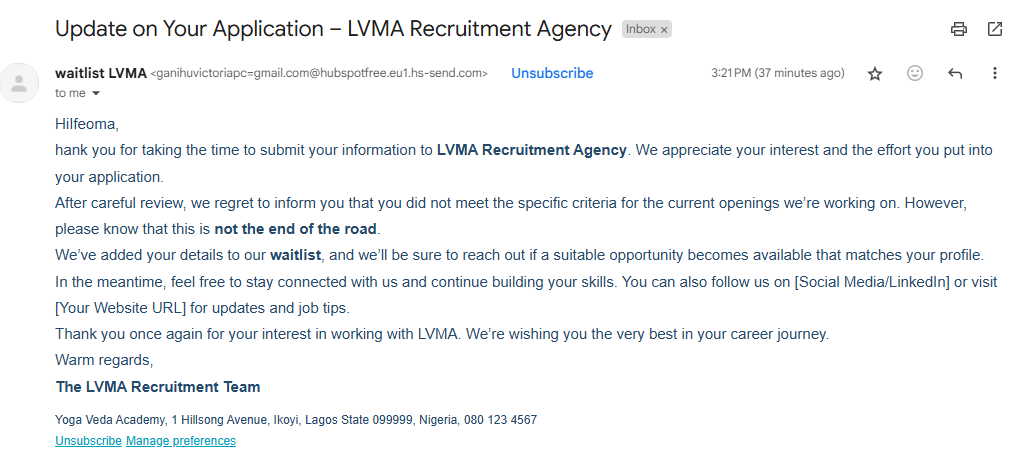 Update on Your Application – LVMA Recruitment Agency Inbox ×
waitlist LVMA <ganihuvictoriapc=gmail.com@hubspotfree.eu1.hs-send.com> Unsubscribe 3:21 PM (37 minutes ago)
to me
Hilfeoma,
hank you for taking the time to submit your information to LVMA Recruitment Agency. We appreciate your interest and the effort you put into
your application.
After careful review, we regret to inform you that you did not meet the specific criteria for the current openings we’re working on. However,
please know that this is not the end of the road.
We’ve added your details to our waitlist, and we’ll be sure to reach out if a suitable opportunity becomes available that matches your profile.
In the meantime, feel free to stay connected with us and continue building your skills. You can also follow us on [Social Media/LinkedIn] or visit
[Your Website URL] for updates and job tips.
Thank you once again for your interest in working with LVMA. We’re wishing you the very best in your career journey.
Warm regards,
The LVMA Recruitment Team
Yoga Veda Academy, 1 Hillsong Avenue, Ikoyi, Lagos State 099999, Nigeria, 080 123 4567
Unsubscribe Manage preferences